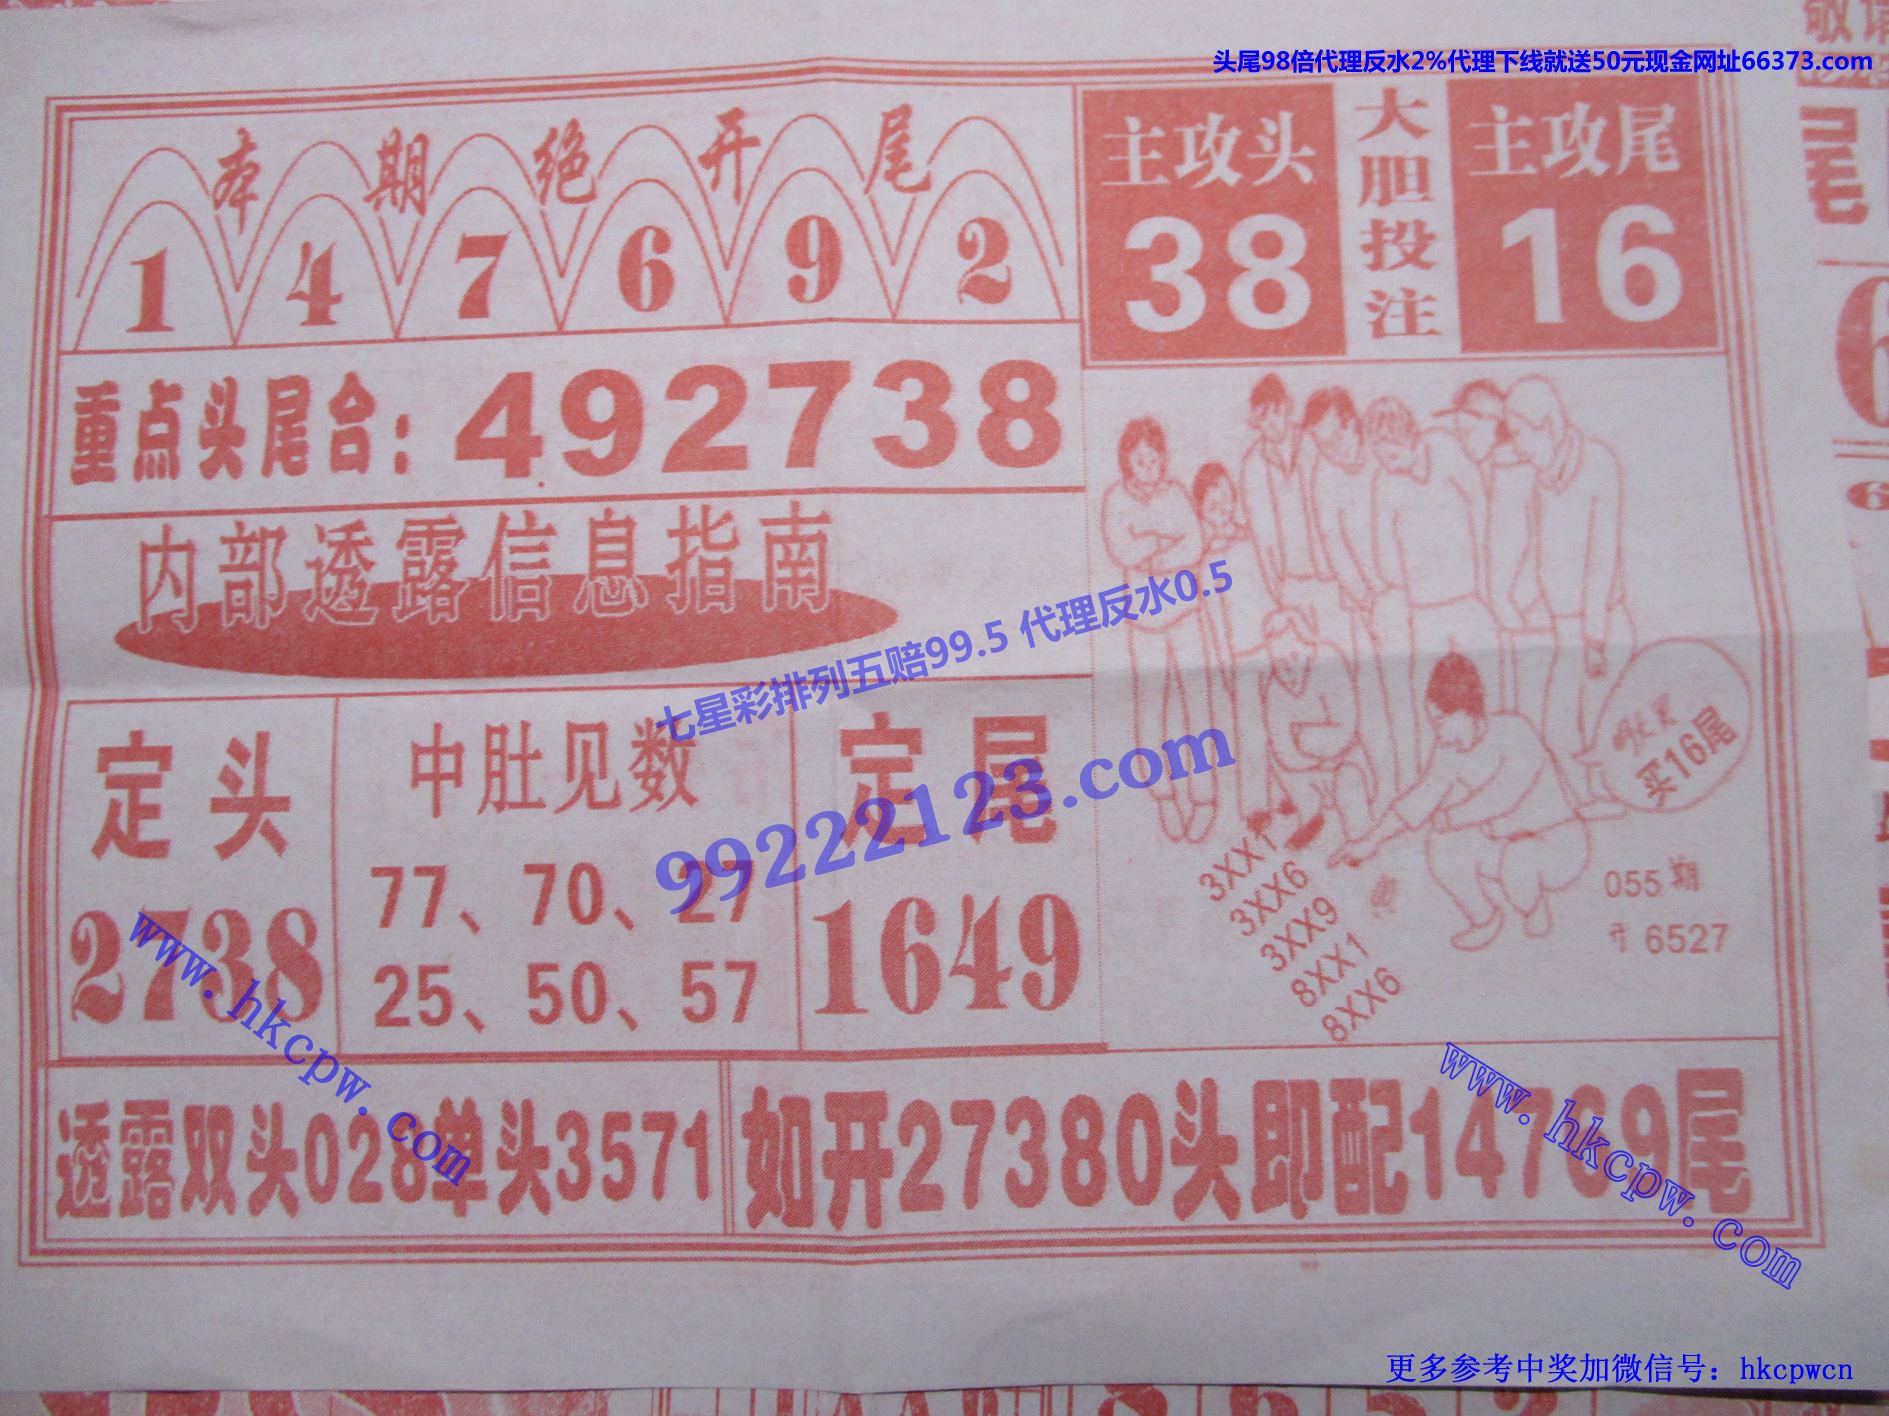 头尾98倍代理反水2%代理下线就送50元现金网址66373.com
本期绝开尾
1 4 7 6 9 2
主攻头
38
大胆投注
主攻尾
16
重点头尾合：492738
内部透露信息指南
七星彩排列五赔99.5 代理反水0.5
99222123.com
定头
2738
中肚见数
77、70、27
25、50、57
定尾
1649
买16尾
3XX1
3XX6
3XX9
8XX1
8XX6
055期
开6527
www.hkcpw.com
透露双头028单头3571
如开27380头即配14769尾
www.hkcpw.com
更多参考中奖加微信号：hkcpwcn